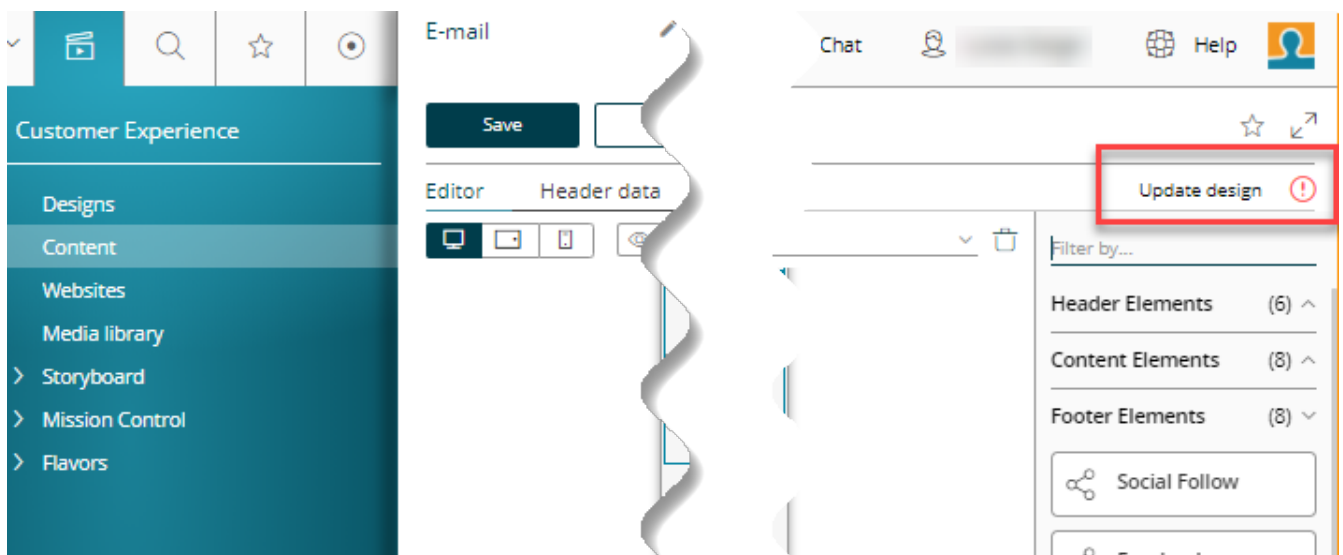 Customer Experience
Designs
Content
Websites
Media library
Storyboard
Mission Control
Flavors
E-mail
Save
Editor Header data
Chat
Help
Update design
Filter by...
Header Elements (6)
Content Elements (8)
Footer Elements (8)
Social Follow